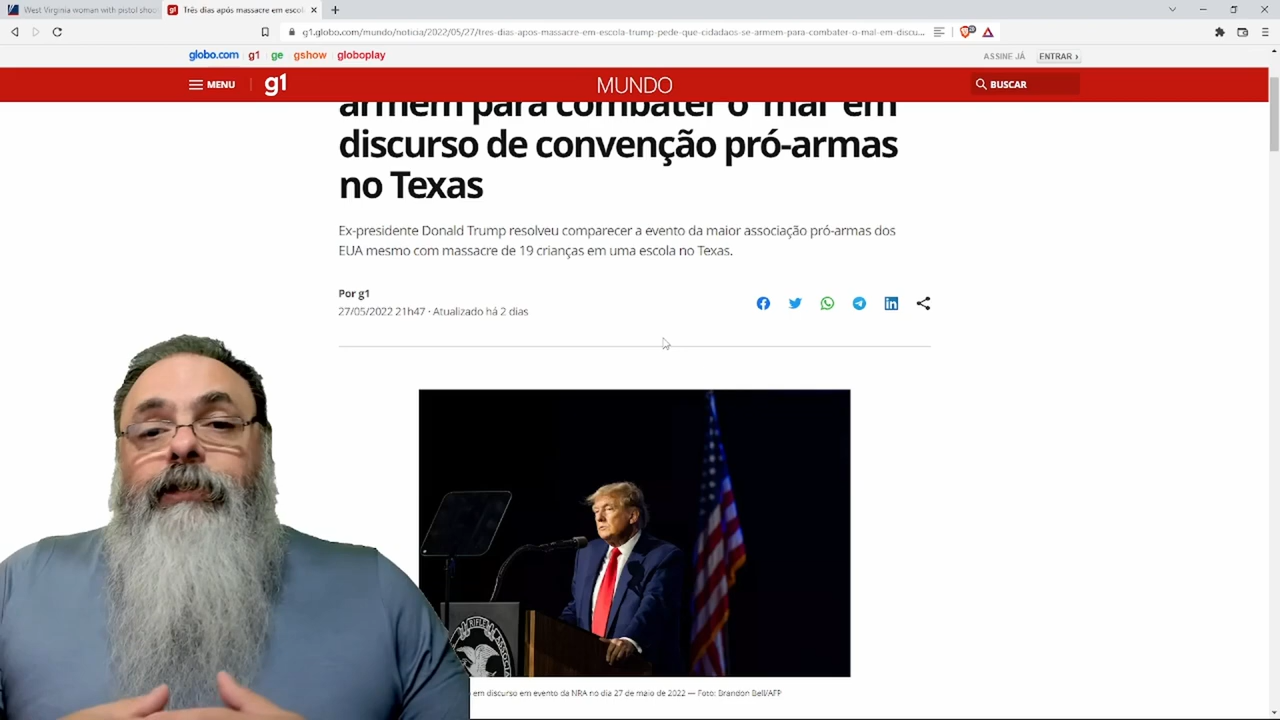 West Virginia woman with pistol sho
Três dias após massacre em escol
g1.globo.com/mundo/noticia/2022/05/27/tres-dias-apos-massacre-em-escola-trump-pede-que-cidadaos-se-armem-para-combater-o-mal-em-discu...
globo.com g1 ge gshow globoplay
ASSINE JÁ ENTRAR ›
MENU g1 MUNDO BUSCAR
armem para combater o 'mal' em
discurso de convenção pró-armas
no Texas
Ex-presidente Donald Trump resolveu comparecer a evento da maior associação pró-armas dos
EUA mesmo com massacre de 19 crianças em uma escola no Texas.
Por g1
27/05/2022 21h47 · Atualizado há 2 dias
RIFLE ASSOCIA
em discurso em evento da NRA no dia 27 de maio de 2022 — Foto: Brandon Bell/AFP